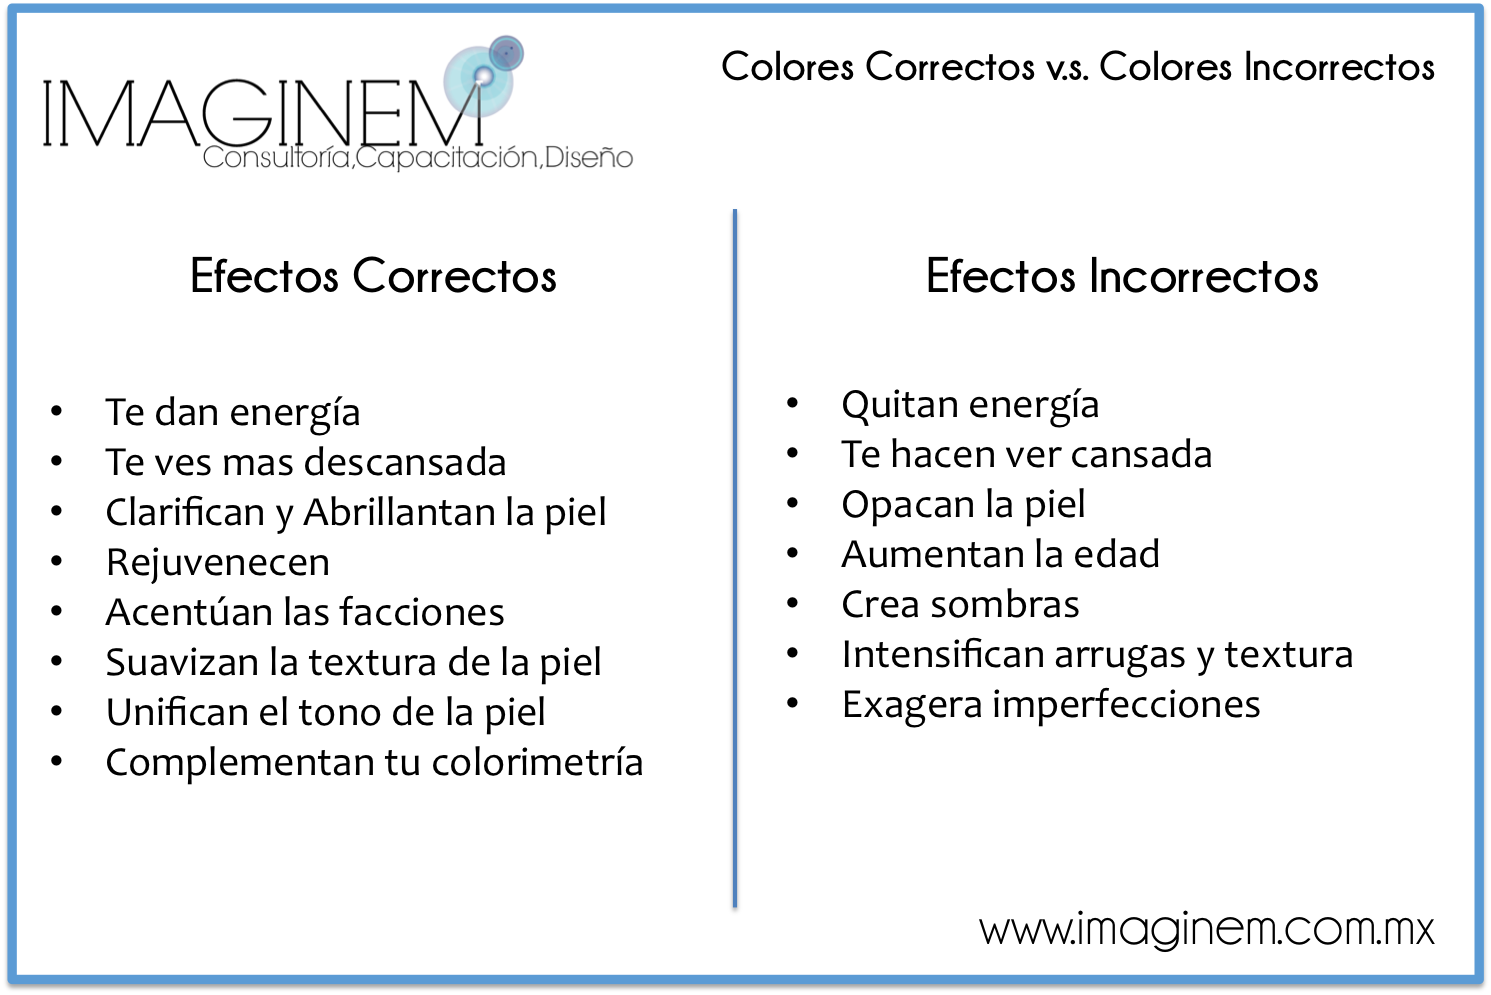 IMAGINEM
Consultoría,Capacitación,Diseño
Colores Correctos v.s. Colores Incorrectos
Efectos Correctos
• Te dan energía
• Te ves mas descansada
• Clarifican y Abrillantan la piel
• Rejuvenecen
• Acentúan las facciones
• Suavizan la textura de la piel
• Unifican el tono de la piel
• Complementan tu colorimetría
Efectos Incorrectos
• Quitan energía
• Te hacen ver cansada
• Opacan la piel
• Aumentan la edad
• Crea sombras
• Intensifican arrugas y textura
• Exagera imperfecciones
www.imaginem.com.mx